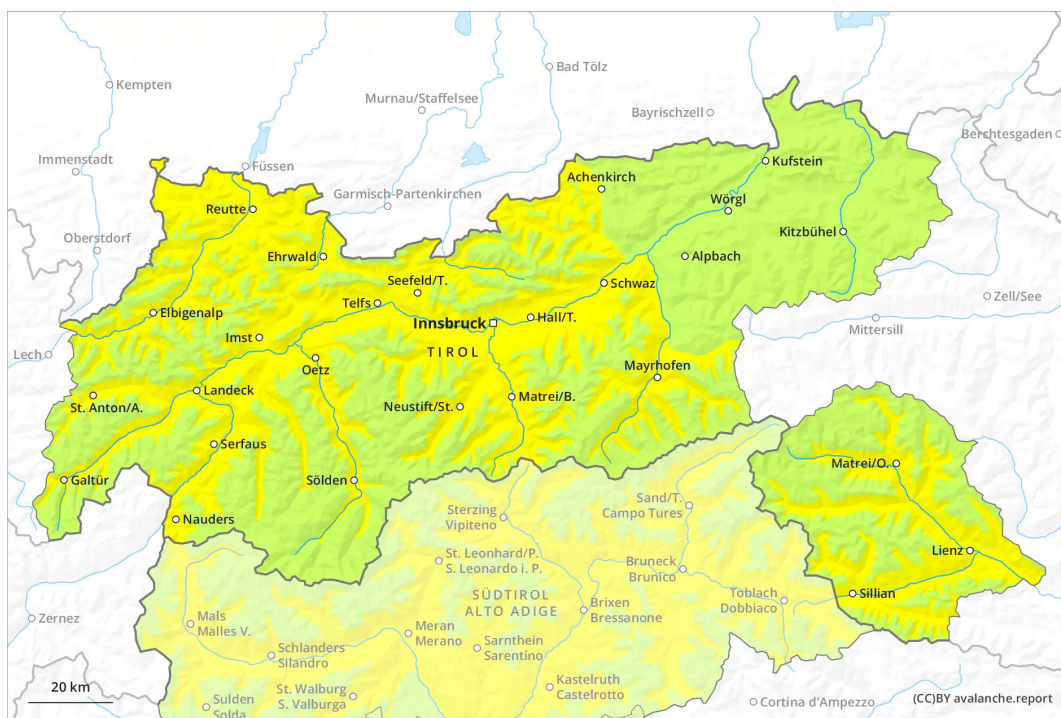 Kempten
Bad Tölz
Murnau/Staffelsee
Bayrischzell
Berchtesgaden
Immenstadt
Füssen
Kufstein
Achenkirch
Garmisch-Partenkirchen
Reutte
Wörgl
Oberstdorf
Kitzbühel
Ehrwald
Alpbach
Seefeld/T.
Schwaz
Zell/See
Telfs
Elbigenalp
Hall/T.
Innsbruck
Mittersill
Imst
TIROL
Lech
Oetz
Mayrhofen
Landeck
St. Anton/A.
Neustift/St.
Matrei/B.
Serfaus
Matrei/O.
Galtür
Sölden
Sand/T.
Campo Tures
Sterzing
Vipiteno
Nauders
Lienz
St. Leonhard/P.
S. Leonardo i. P.
Bruneck
Brunico
Sillian
SÜDTIROL
ALTO ADIGE
Toblach
Dobbiaco
Brixen
Bressanone
Zernez
Mals
Malles V.
Meran
Merano
Sarnthein
Sarentino
Schlanders
Silandro
Kastelruth
Castelrotto
20 km
St. Walburg
S. Valburga
Sulden
Solda
Cortina d'Ampezzo
(CC)BY avalanche.report